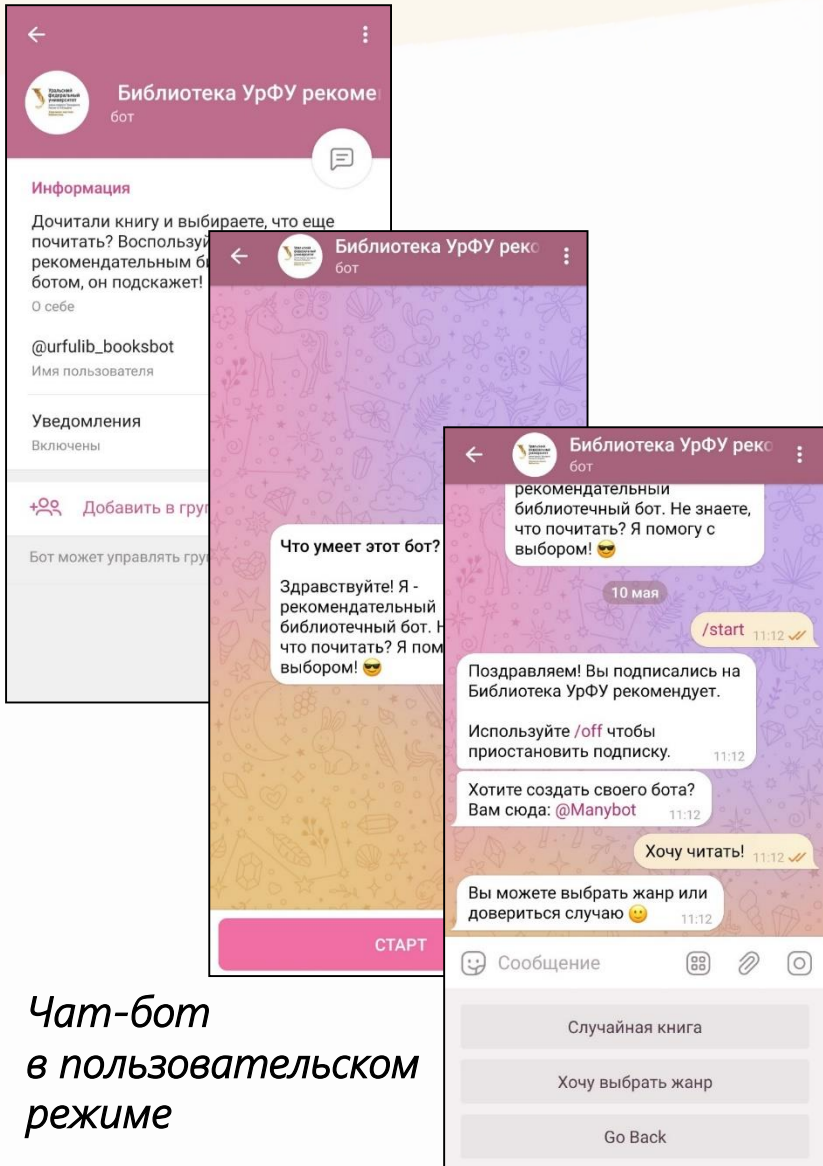 Библиотека УрФУ рекоме
бот
Информация
Дочитали книгу и выбираете, что еще
почитать? Воспользуй
рекомендательным би
ботом, он подскажет!
О себе
@urfulib_booksbot
Имя пользователя
Уведомления
Включены
Добавить в груп
Бот может управлять гру
Библиотека УрФУ реко
бот
Что умеет этот бот?
Здравствуйте! Я -
рекомендательный
библиотечный бот. Н
что почитать? Я пом
выбором! 😎
СТАРТ
Библиотека УрФУ реко
бот
рекомендательный
библиотечный бот. Не знаете,
что почитать? Я помогу с
выбором! 😎
10 мая
/start 11:12
Поздравляем! Вы подписались на
Библиотека УрФУ рекомендует.
Используйте /off чтобы
приостановить подписку. 11:12
Хотите создать своего бота?
Вам сюда: @Manybot 11:12
Хочу читать! 11:12
Вы можете выбрать жанр или
довериться случаю 🙂 11:12
Сообщение
Случайная книга
Хочу выбрать жанр
Go Back
Чат-бот
в пользовательском
режиме